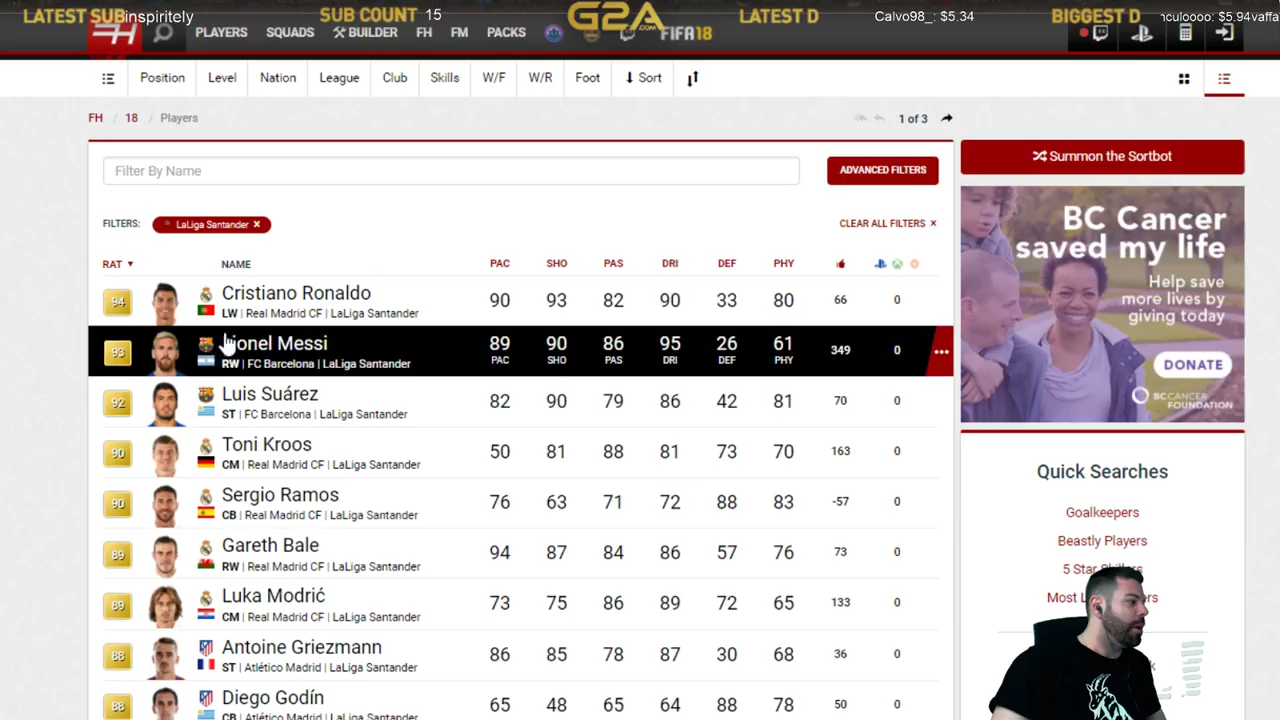 LATEST SUB inspiritely SUB COUNT 15 G2A .COM LATEST D Calvo98_: $5.34 BIGGEST D culoooo: $5.94vaffa
PLAYERS SQUADS BUILDER FH FM PACKS FIFA18
Position Level Nation League Club Skills W/F W/R Foot Sort
FH / 18 / Players 1 of 3
Filter By Name ADVANCED FILTERS
Summon the Sortbot
FILTERS: LaLiga Santander × CLEAR ALL FILTERS ×
RAT NAME PAC SHO PAS DRI DEF PHY
94 Cristiano Ronaldo 90 93 82 90 33 80 66 0
LW | Real Madrid CF | LaLiga Santander
93 Lionel Messi 89 90 86 95 26 61 349 0
RW | FC Barcelona | LaLiga Santander PAC SHO PAS DRI DEF PHY
92 Luis Suárez 82 90 79 86 42 81 70 0
ST | FC Barcelona | LaLiga Santander
90 Toni Kroos 50 81 88 81 73 70 163 0
CM | Real Madrid CF | LaLiga Santander
90 Sergio Ramos 76 63 71 72 88 83 -57 0
CB | Real Madrid CF | LaLiga Santander
89 Gareth Bale 94 87 84 86 57 76 73 0
RW | Real Madrid CF | LaLiga Santander
89 Luka Modrić 73 75 86 89 72 65 133 0
CM | Real Madrid CF | LaLiga Santander
88 Antoine Griezmann 86 85 78 87 30 68 36 0
ST | Atlético Madrid | LaLiga Santander
88 Diego Godín 65 48 65 64 88 78 50 0
CB | Atlético Madrid | LaLiga Santander
BC Cancer
saved my life
Help save
more lives by
giving today
DONATE
BC CANCER
FOUNDATION
Quick Searches
Goalkeepers
Beastly Players
5 Star
Most